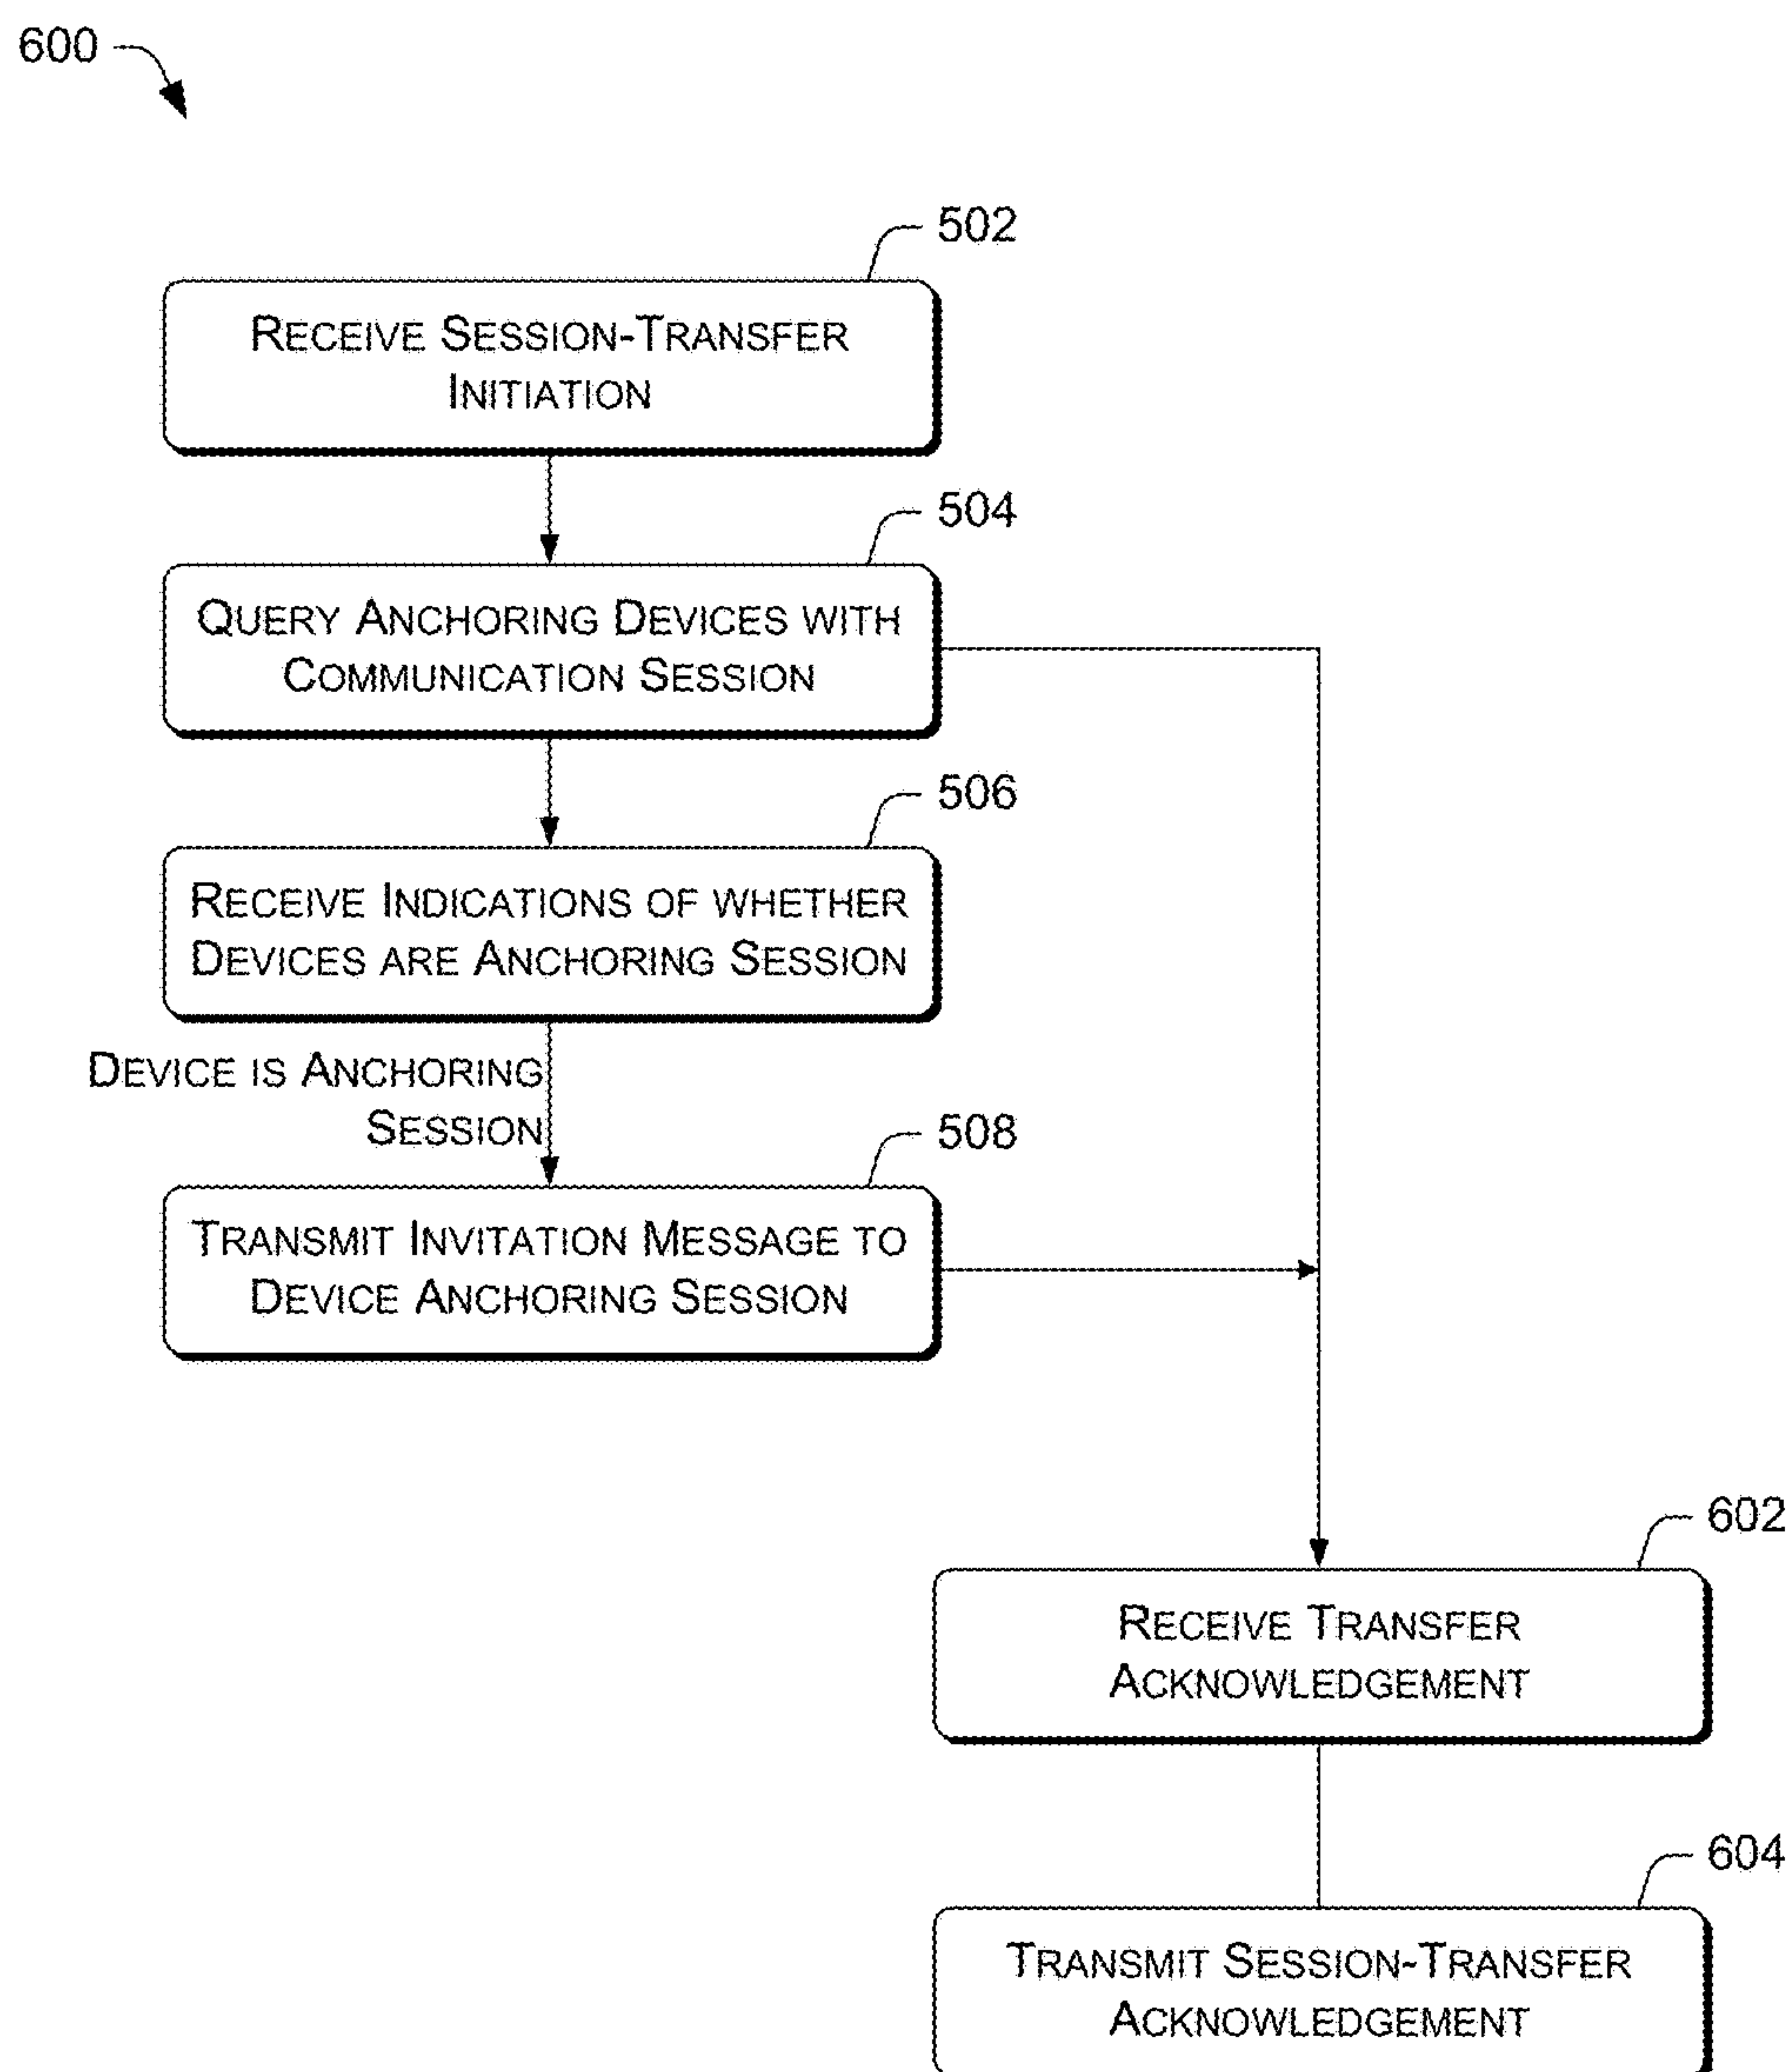 600
502
RECEIVE SESSION-TRANSFER
INITIATION
504
QUERY ANCHORING DEVICES WITH
COMMUNICATION SESSION
506
RECEIVE INDICATIONS OF WHETHER
DEVICES ARE ANCHORING SESSION
DEVICE IS ANCHORING
SESSION
508
TRANSMIT INVITATION MESSAGE TO
DEVICE ANCHORING SESSION
602
RECEIVE TRANSFER
ACKNOWLEDGEMENT
604
TRANSMIT SESSION-TRANSFER
ACKNOWLEDGEMENT